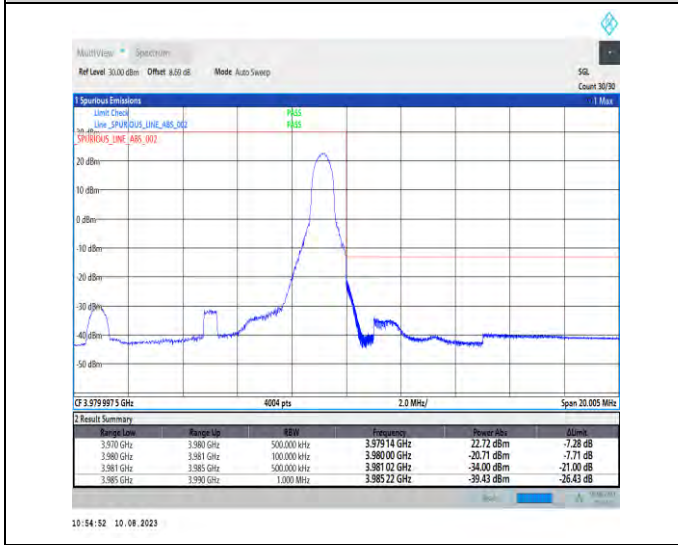 MultiView Spectrum
Ref Level 30.00 dBm Offset 8.69 dB Mode Auto Sweep SGL
Count 30/30
1 Spurious Emissions 1 Max
Limit Check PASS
Line _SPURIOUS_LINE_ABS_002 PASS
_SPURIOUS_LINE_ABS_002
20 dBm
10 dBm
0 dBm
-10 dBm
-20 dBm
-30 dBm
-40 dBm
-50 dBm
CF 3.979 997 5 GHz 4004 pts 2.0 MHz/ Span 20.005 MHz
2 Result Summary
Range Low Range Up RBW Frequency Power Abs ΔLimit
3.970 GHz 3.980 GHz 500.000 kHz 3.979 14 GHz 22.72 dBm -7.28 dB
3.980 GHz 3.981 GHz 100.000 kHz 3.980 00 GHz -20.71 dBm -7.71 dB
3.981 GHz 3.985 GHz 500.000 kHz 3.981 02 GHz -34.00 dBm -21.00 dB
3.985 GHz 3.990 GHz 1.000 MHz 3.985 22 GHz -39.43 dBm -26.43 dB
10:54:52 10.08.2023